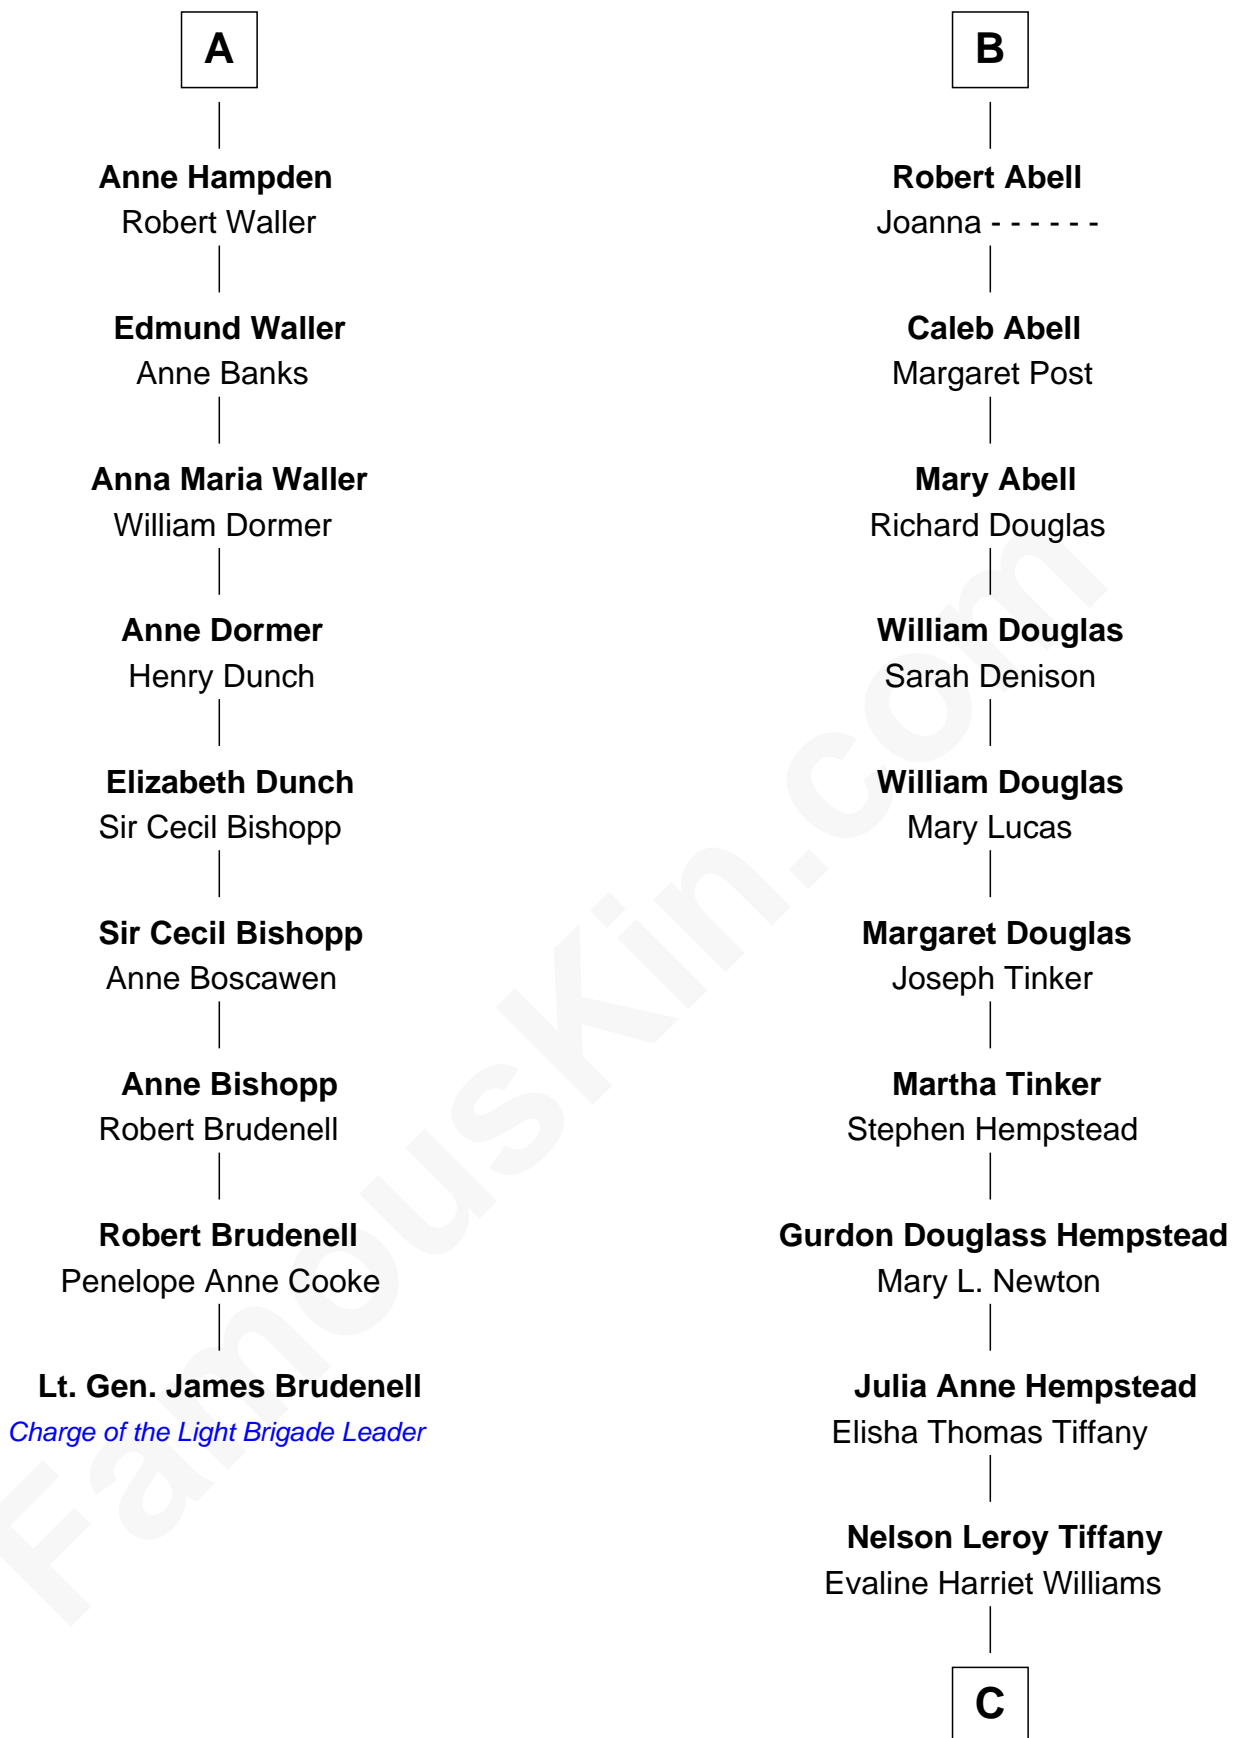 A
Anne Hampden
Robert Waller
Edmund Waller
Anne Banks
Anna Maria Waller
William Dormer
Anne Dormer
Henry Dunch
Elizabeth Dunch
Sir Cecil Bishopp
Sir Cecil Bishopp
Anne Boscawen
Anne Bishopp
Robert Brudenell
Robert Brudenell
Penelope Anne Cooke
Lt. Gen. James Brudenell
Charge of the Light Brigade Leader
B
Robert Abell
Joanna - - - - - -
Caleb Abell
Margaret Post
Mary Abell
Richard Douglas
William Douglas
Sarah Denison
William Douglas
Mary Lucas
Margaret Douglas
Joseph Tinker
Martha Tinker
Stephen Hempstead
Gurdon Douglass Hempstead
Mary L. Newton
Julia Anne Hempstead
Elisha Thomas Tiffany
Nelson Leroy Tiffany
Evaline Harriet Williams
C
FamousKin.com